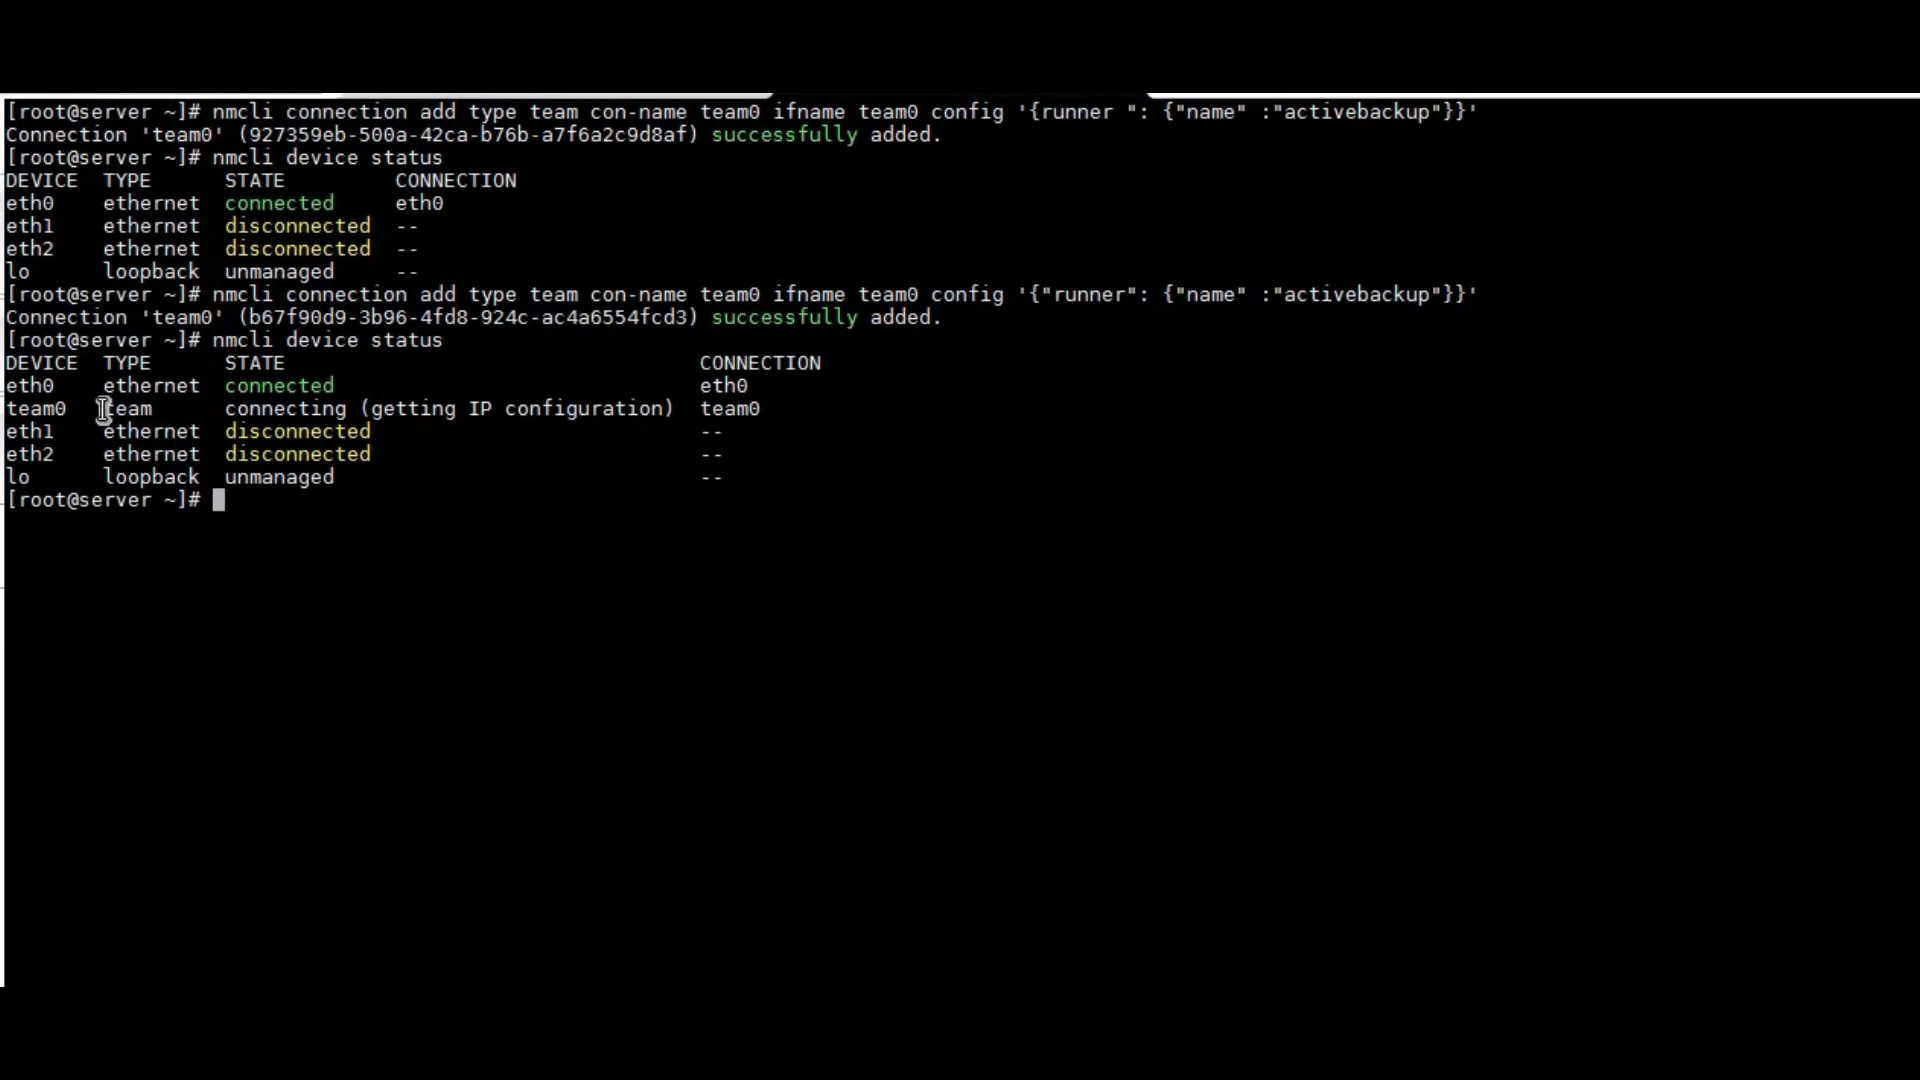 [root@server ~]# nmcli connection add type team con-name team0 ifname team0 config '{runner ": {"name" :"activebackup"}}'
Connection 'team0' (927359eb-500a-42ca-b76b-a7f6a2c9d8af) successfully added.
[root@server ~]# nmcli device status
DEVICE  TYPE      STATE         CONNECTION
eth0    ethernet  connected     eth0
eth1    ethernet  disconnected  --
eth2    ethernet  disconnected  --
lo      loopback  unmanaged     --
[root@server ~]# nmcli connection add type team con-name team0 ifname team0 config '{"runner": {"name" :"activebackup"}}'
Connection 'team0' (b67f90d9-3b96-4fd8-924c-ac4a6554fcd3) successfully added.
[root@server ~]# nmcli device status
DEVICE  TYPE      STATE                                  CONNECTION
eth0    ethernet  connected                              eth0
team0   team      connecting (getting IP configuration)  team0
eth1    ethernet  disconnected                           --
eth2    ethernet  disconnected                           --
lo      loopback  unmanaged                              --
[root@server ~]#